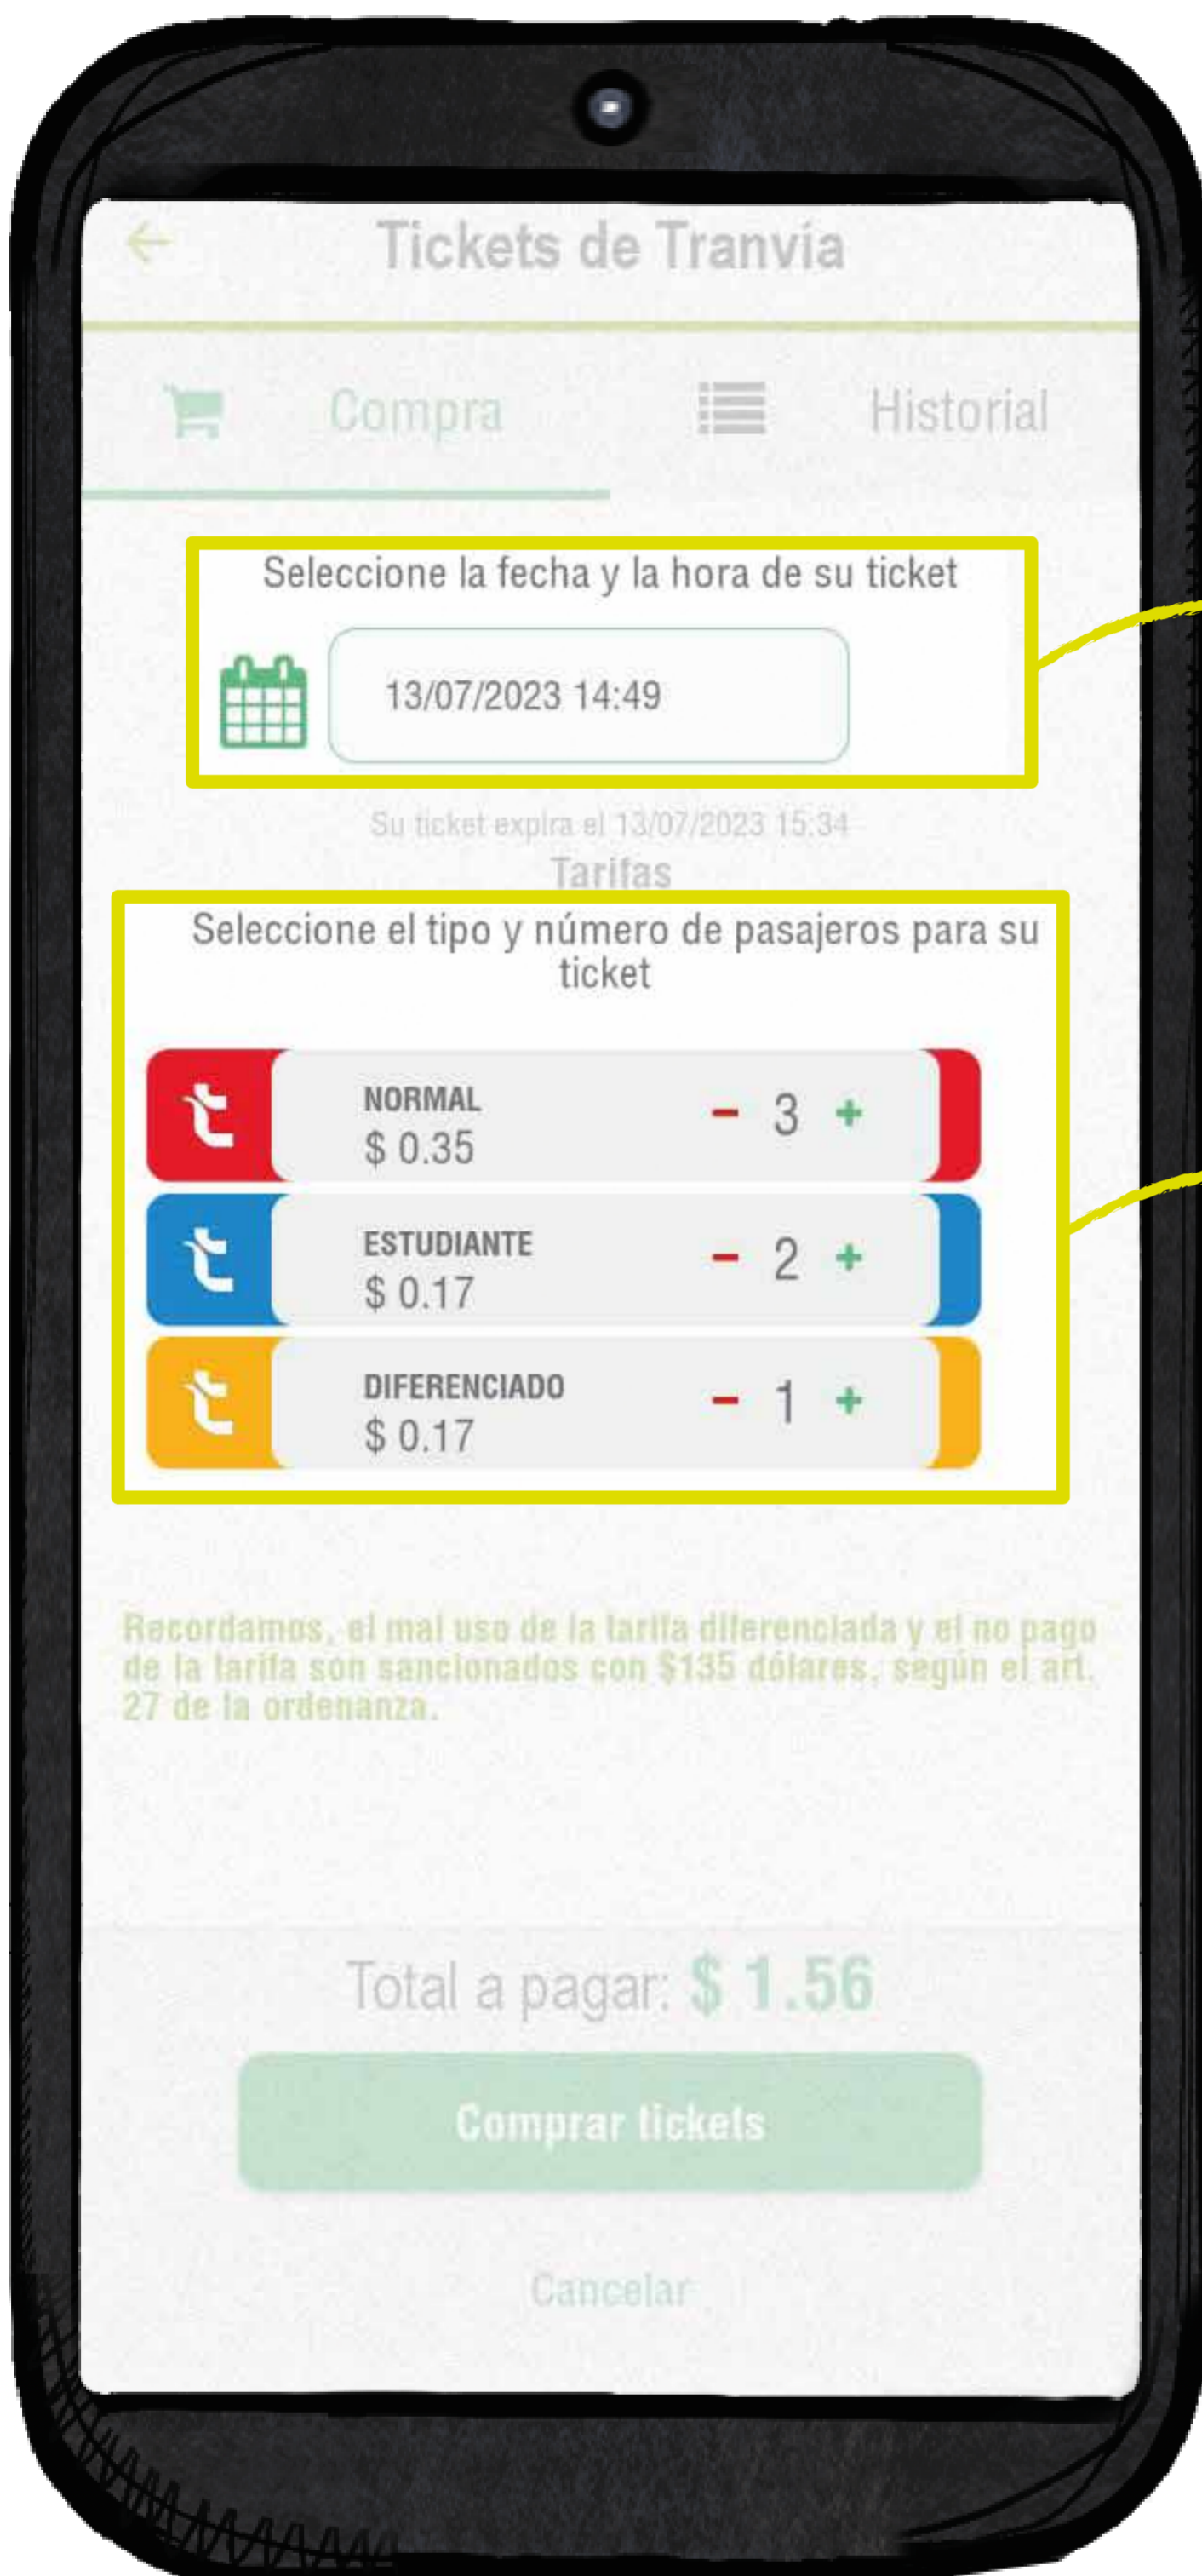 Tickets de Tranvía
Compra
Historial
Seleccione la fecha y la hora de su ticket
13/07/2023 14:49
Su ticket expira el 13/07/2023 15:34
Tarifas
Seleccione el tipo y número de pasajeros para su
ticket
NORMAL
$ 0.35
- 3 +
ESTUDIANTE
$ 0.17
- 2 +
DIFERENCIADO
$ 0.17
- 1 +
Recordamos, el mal uso de la tarifa diferenciada y el no pago
de la tarifa son sancionados con $135 dólares, según el art.
27 de la ordenanza.
Total a pagar: $ 1.56
Comprar tickets
Cancelar